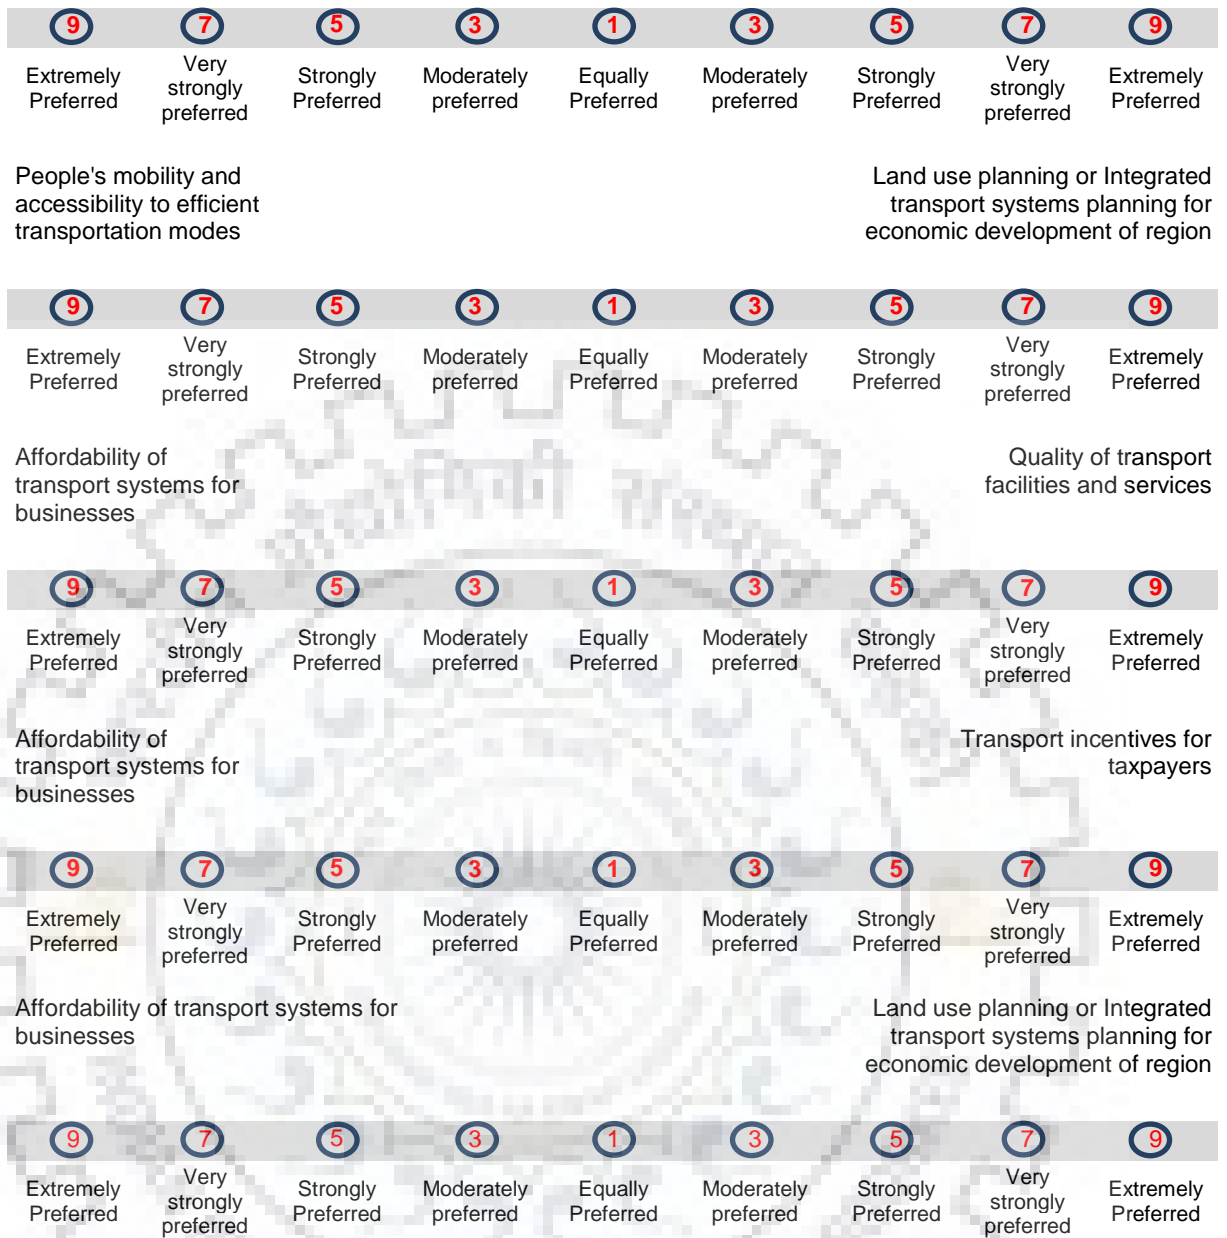 9 7 5 3 1 3 5 7 9
Extremely Preferred Very strongly preferred Strongly Preferred Moderately preferred Equally Preferred Moderately preferred Strongly Preferred Very strongly preferred Extremely Preferred
People's mobility and
accessibility to efficient
transportation modes
Land use planning or Integrated
transport systems planning for
economic development of region
9 7 5 3 1 3 5 7 9
Extremely Preferred Very strongly preferred Strongly Preferred Moderately preferred Equally Preferred Moderately preferred Strongly Preferred Very strongly preferred Extremely Preferred
Affordability of
transport systems for
businesses
Quality of transport
facilities and services
9 7 5 3 1 3 5 7 9
Extremely Preferred Very strongly preferred Strongly Preferred Moderately preferred Equally Preferred Moderately preferred Strongly Preferred Very strongly preferred Extremely Preferred
Affordability of
transport systems for
businesses
Transport incentives for
taxpayers
9 7 5 3 1 3 5 7 9
Extremely Preferred Very strongly preferred Strongly Preferred Moderately preferred Equally Preferred Moderately preferred Strongly Preferred Very strongly preferred Extremely Preferred
Affordability of transport systems for
businesses
Land use planning or Integrated
transport systems planning for
economic development of region
9 7 5 3 1 3 5 7 9
Extremely Preferred Very strongly preferred Strongly Preferred Moderately preferred Equally Preferred Moderately preferred Strongly Preferred Very strongly preferred Extremely Preferred